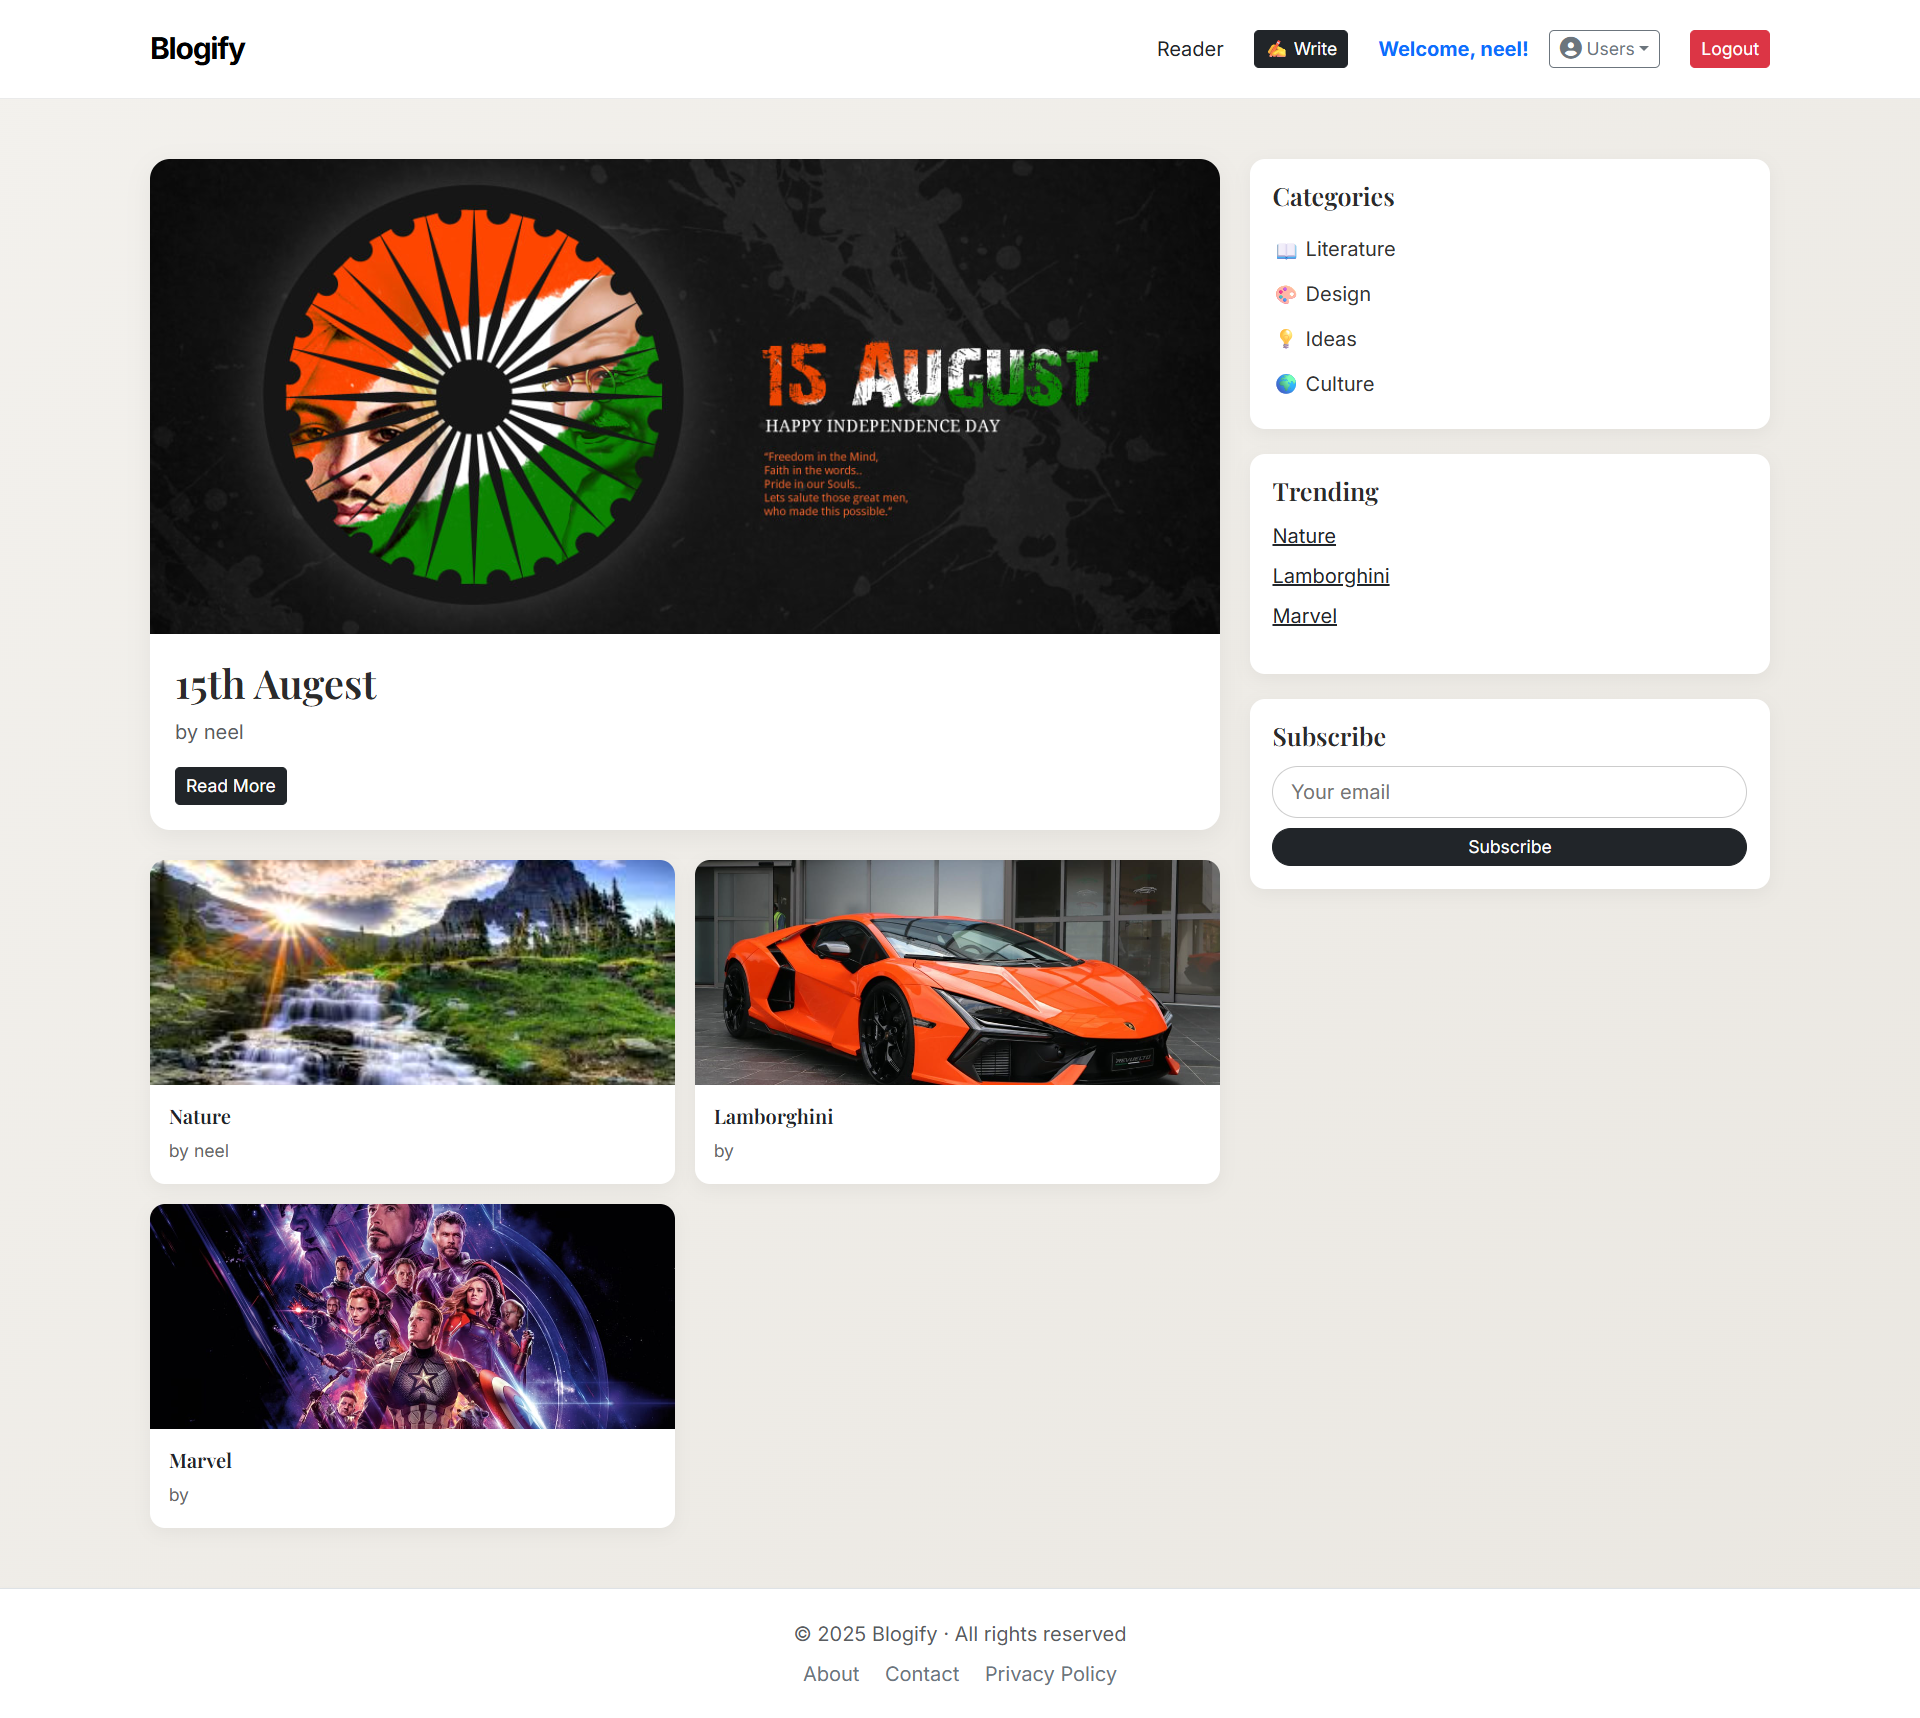 Blogify
Reader
✍️ Write
Welcome, neel!
Users
Logout
15 August
HAPPY INDEPENDENCE DAY
"Freedom in the Mind,
Faith in the words..
Pride in our Souls..
Lets salute those great men,
who made this possible."
15th Augest
by neel
Read More
Nature
by neel
Lamborghini
by
REVUELTO
Marvel
by
Categories
📖 Literature
🎨 Design
💡 Ideas
🌍 Culture
Trending
Nature
Lamborghini
Marvel
Subscribe
Your email
Subscribe
© 2025 Blogify · All rights reserved
About Contact Privacy Policy